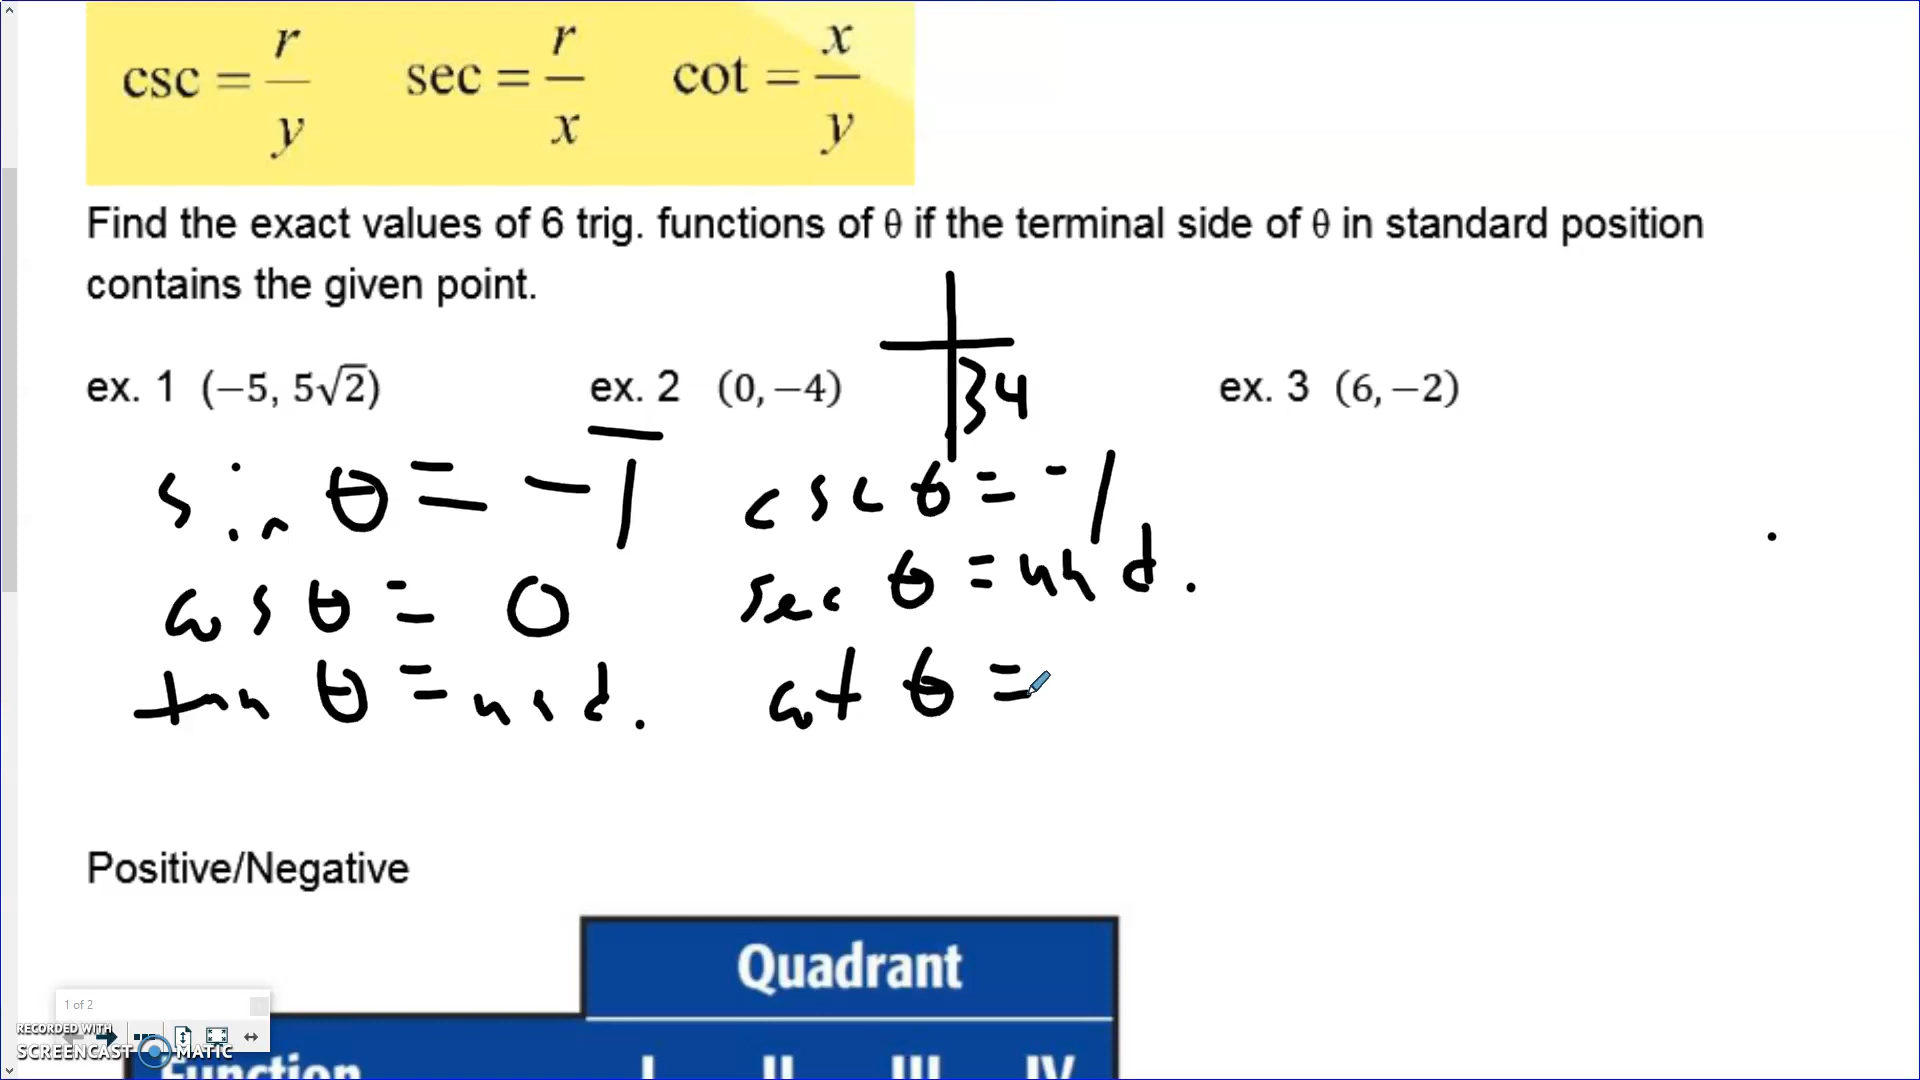 csc = r/y sec = r/x cot = x/y
Find the exact values of 6 trig. functions of θ if the terminal side of θ in standard position
contains the given point.
ex. 1 (−5, 5√2) ex. 2 (0, −4) }4 ex. 3 (6, −2)
sin θ = −1 csc θ = -1
cos θ = 0 sec θ = und.
tan θ = und. cot θ =
Positive/Negative
Quadrant
Function I II III IV
1 of 2
RECORDED WITH
SCREENCAST MATIC